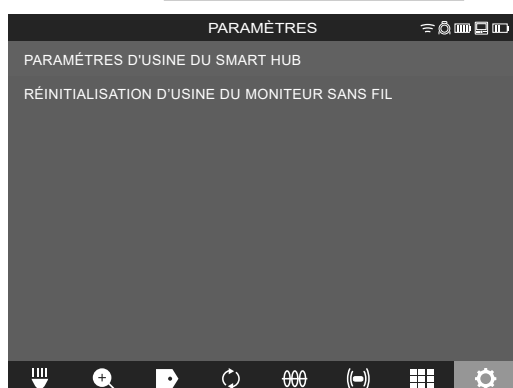 PARAMÈTRES
PARAMÉTRES D'USINE DU SMART HUB
RÉINITIALISATION D'USINE DU MONITEUR SANS FIL